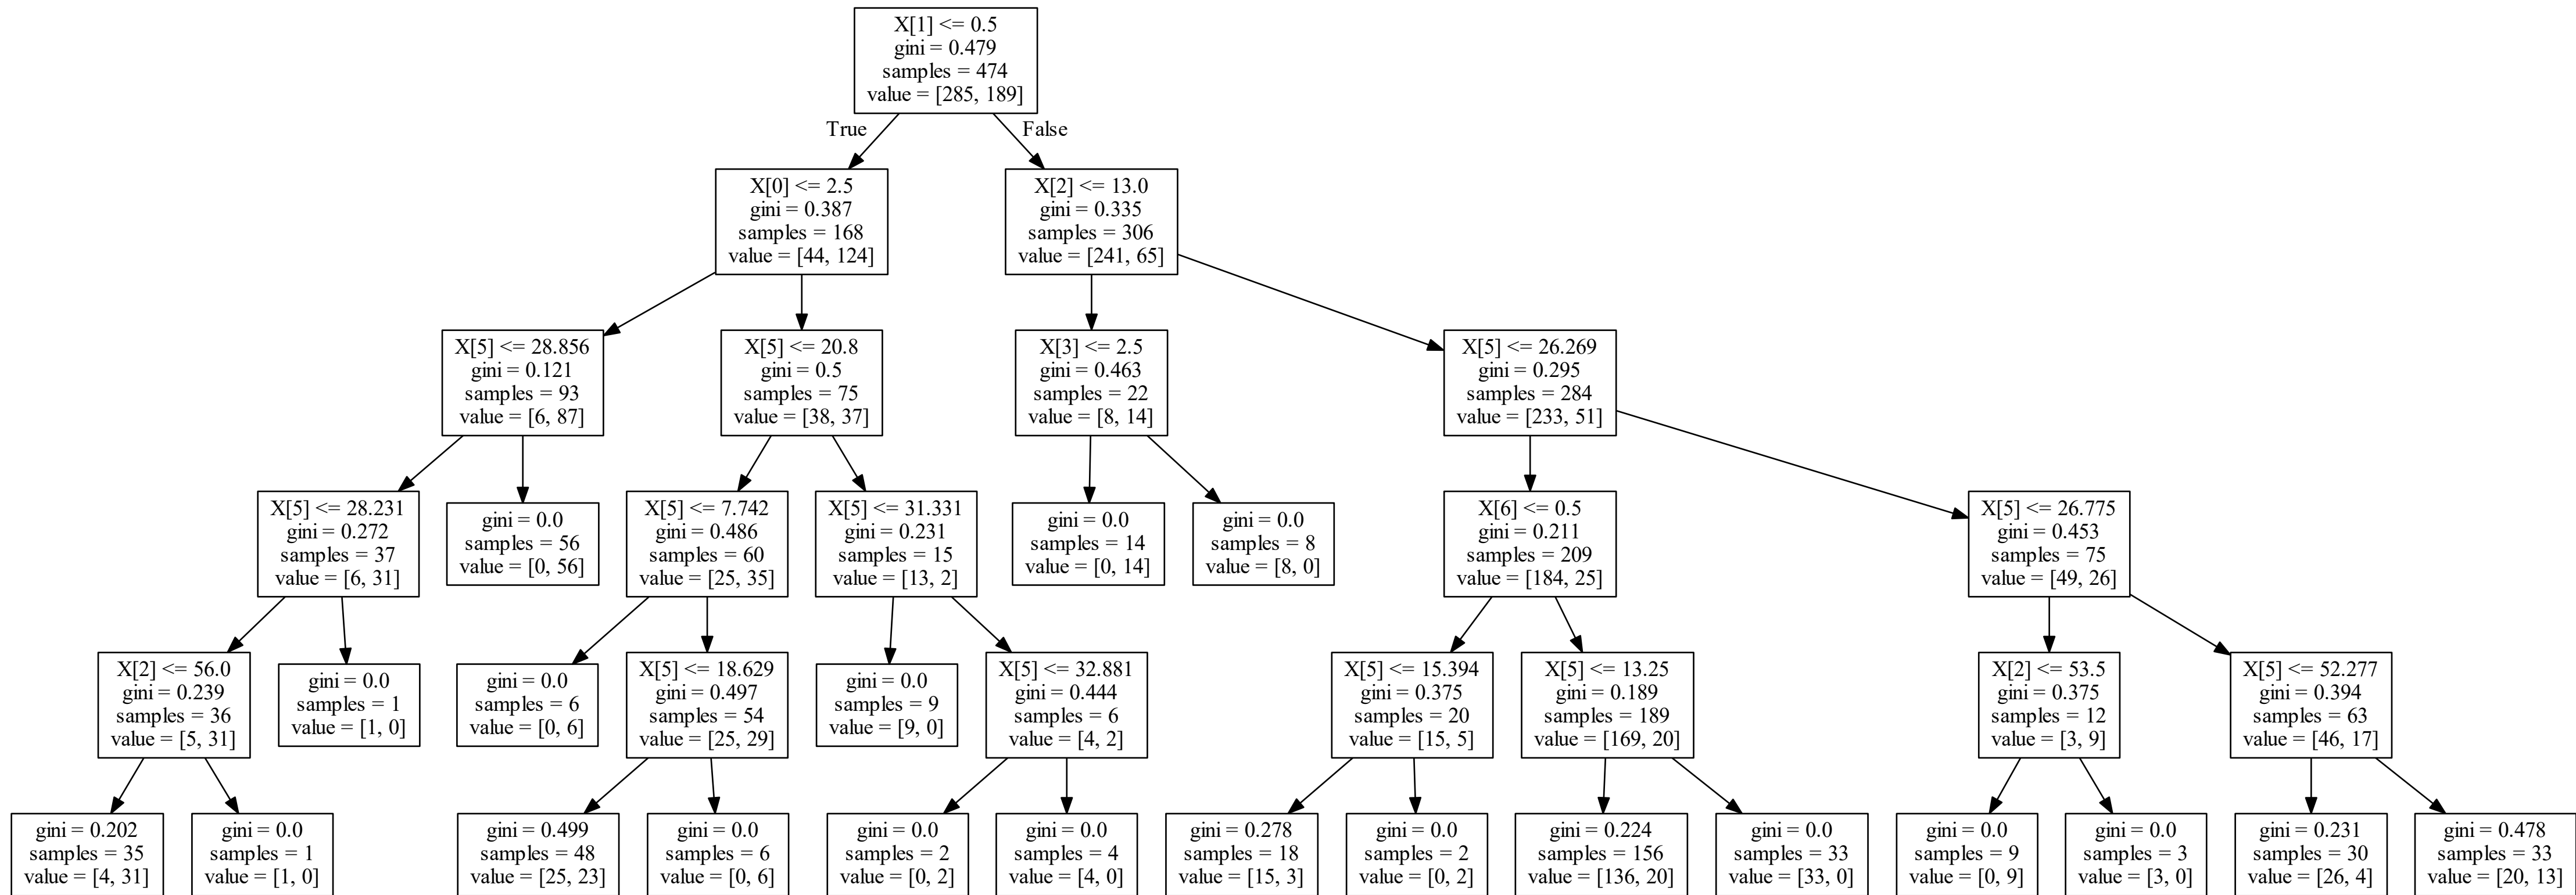 X[1] <= 0.5
gini = 0.479
samples = 474
value = [285, 189]
True
False
X[0] <= 2.5
gini = 0.387
samples = 168
value = [44, 124]
X[2] <= 13.0
gini = 0.335
samples = 306
value = [241, 65]
X[5] <= 28.856
gini = 0.121
samples = 93
value = [6, 87]
X[5] <= 20.8
gini = 0.5
samples = 75
value = [38, 37]
X[3] <= 2.5
gini = 0.463
samples = 22
value = [8, 14]
X[5] <= 26.269
gini = 0.295
samples = 284
value = [233, 51]
X[5] <= 28.231
gini = 0.272
samples = 37
value = [6, 31]
gini = 0.0
samples = 56
value = [0, 56]
X[5] <= 7.742
gini = 0.486
samples = 60
value = [25, 35]
X[5] <= 31.331
gini = 0.231
samples = 15
value = [13, 2]
gini = 0.0
samples = 14
value = [0, 14]
gini = 0.0
samples = 8
value = [8, 0]
X[6] <= 0.5
gini = 0.211
samples = 209
value = [184, 25]
X[5] <= 26.775
gini = 0.453
samples = 75
value = [49, 26]
X[2] <= 56.0
gini = 0.239
samples = 36
value = [5, 31]
gini = 0.0
samples = 1
value = [1, 0]
gini = 0.0
samples = 6
value = [0, 6]
X[5] <= 18.629
gini = 0.497
samples = 54
value = [25, 29]
gini = 0.0
samples = 9
value = [9, 0]
X[5] <= 32.881
gini = 0.444
samples = 6
value = [4, 2]
X[5] <= 15.394
gini = 0.375
samples = 20
value = [15, 5]
X[5] <= 13.25
gini = 0.189
samples = 189
value = [169, 20]
X[2] <= 53.5
gini = 0.375
samples = 12
value = [3, 9]
X[5] <= 52.277
gini = 0.394
samples = 63
value = [46, 17]
gini = 0.202
samples = 35
value = [4, 31]
gini = 0.0
samples = 1
value = [1, 0]
gini = 0.499
samples = 48
value = [25, 23]
gini = 0.0
samples = 6
value = [0, 6]
gini = 0.0
samples = 2
value = [0, 2]
gini = 0.0
samples = 4
value = [4, 0]
gini = 0.278
samples = 18
value = [15, 3]
gini = 0.0
samples = 2
value = [0, 2]
gini = 0.224
samples = 156
value = [136, 20]
gini = 0.0
samples = 33
value = [33, 0]
gini = 0.0
samples = 9
value = [0, 9]
gini = 0.0
samples = 3
value = [3, 0]
gini = 0.231
samples = 30
value = [26, 4]
gini = 0.478
samples = 33
value = [20, 13]